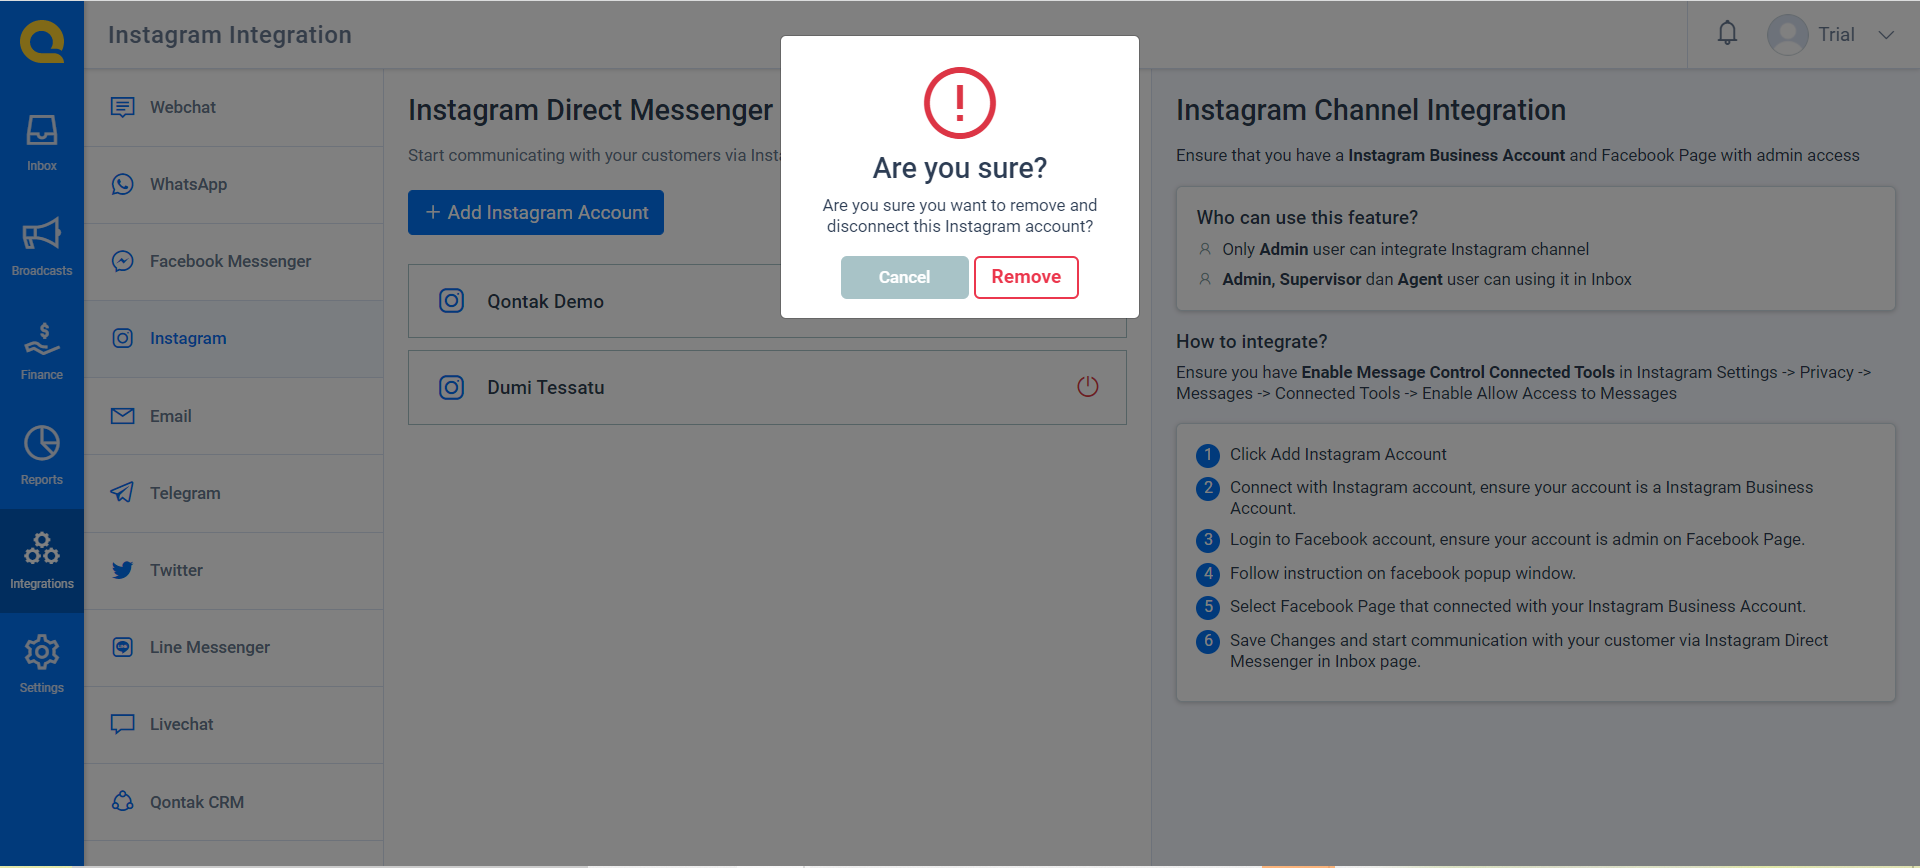 Instagram Integration
Trial
Inbox
Broadcasts
Finance
Reports
Integrations
Settings
Webchat
WhatsApp
Facebook Messenger
Instagram
Email
Telegram
Twitter
Line Messenger
Livechat
Qontak CRM
Instagram Direct Messenger
Start communicating with your customers via
+ Add Instagram Account
Qontak Demo
Dumi Tessatu
!
Are you sure?
Are you sure you want to remove and
disconnect this Instagram account?
Cancel
Remove
Instagram Channel Integration
Ensure that you have a Instagram Business Account and Facebook Page with admin access
Who can use this feature?
Only Admin user can integrate Instagram channel
Admin, Supervisor dan Agent user can using it in Inbox
How to integrate?
Ensure you have Enable Message Control Connected Tools in Instagram Settings -> Privacy ->
Messages -> Connected Tools -> Enable Allow Access to Messages
1 Click Add Instagram Account
2 Connect with Instagram account, ensure your account is a Instagram Business
Account.
3 Login to Facebook account, ensure your account is admin on Facebook Page.
4 Follow instruction on facebook popup window.
5 Select Facebook Page that connected with your Instagram Business Account.
6 Save Changes and start communication with your customer via Instagram Direct
Messenger in Inbox page.